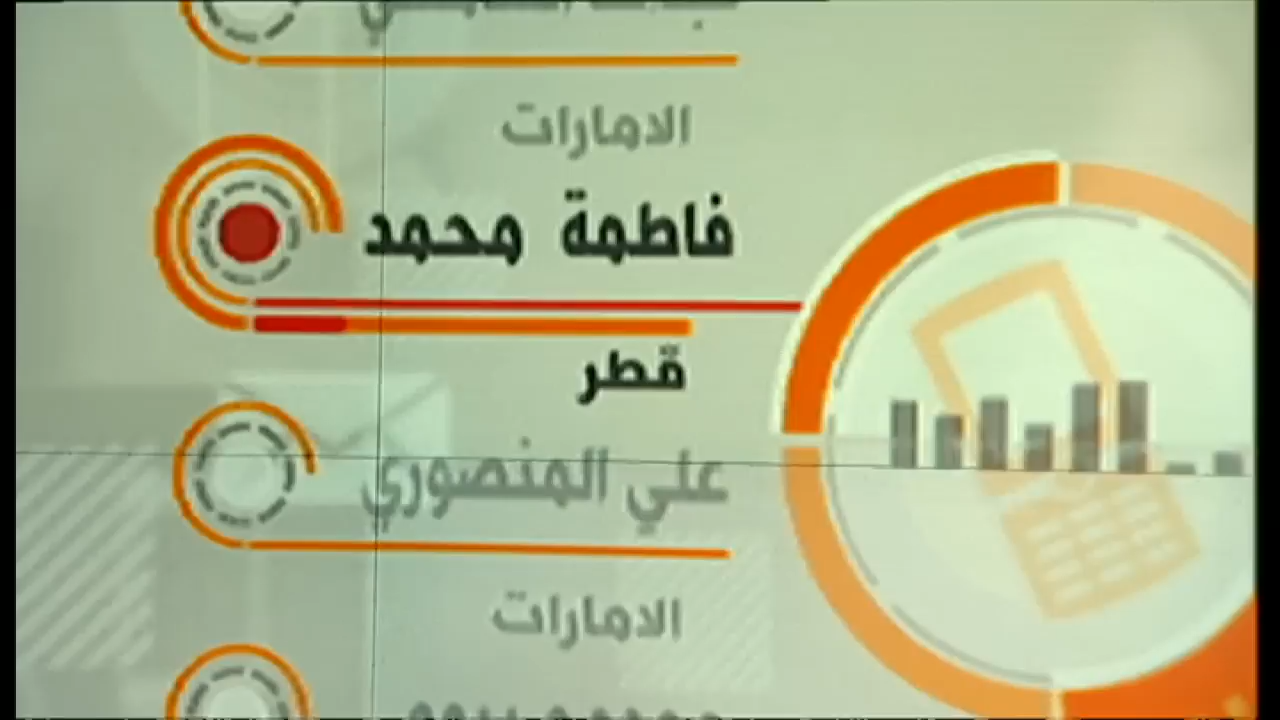 الامارات
فاطمة محمد
قطر
علي المنصوري
الامارات